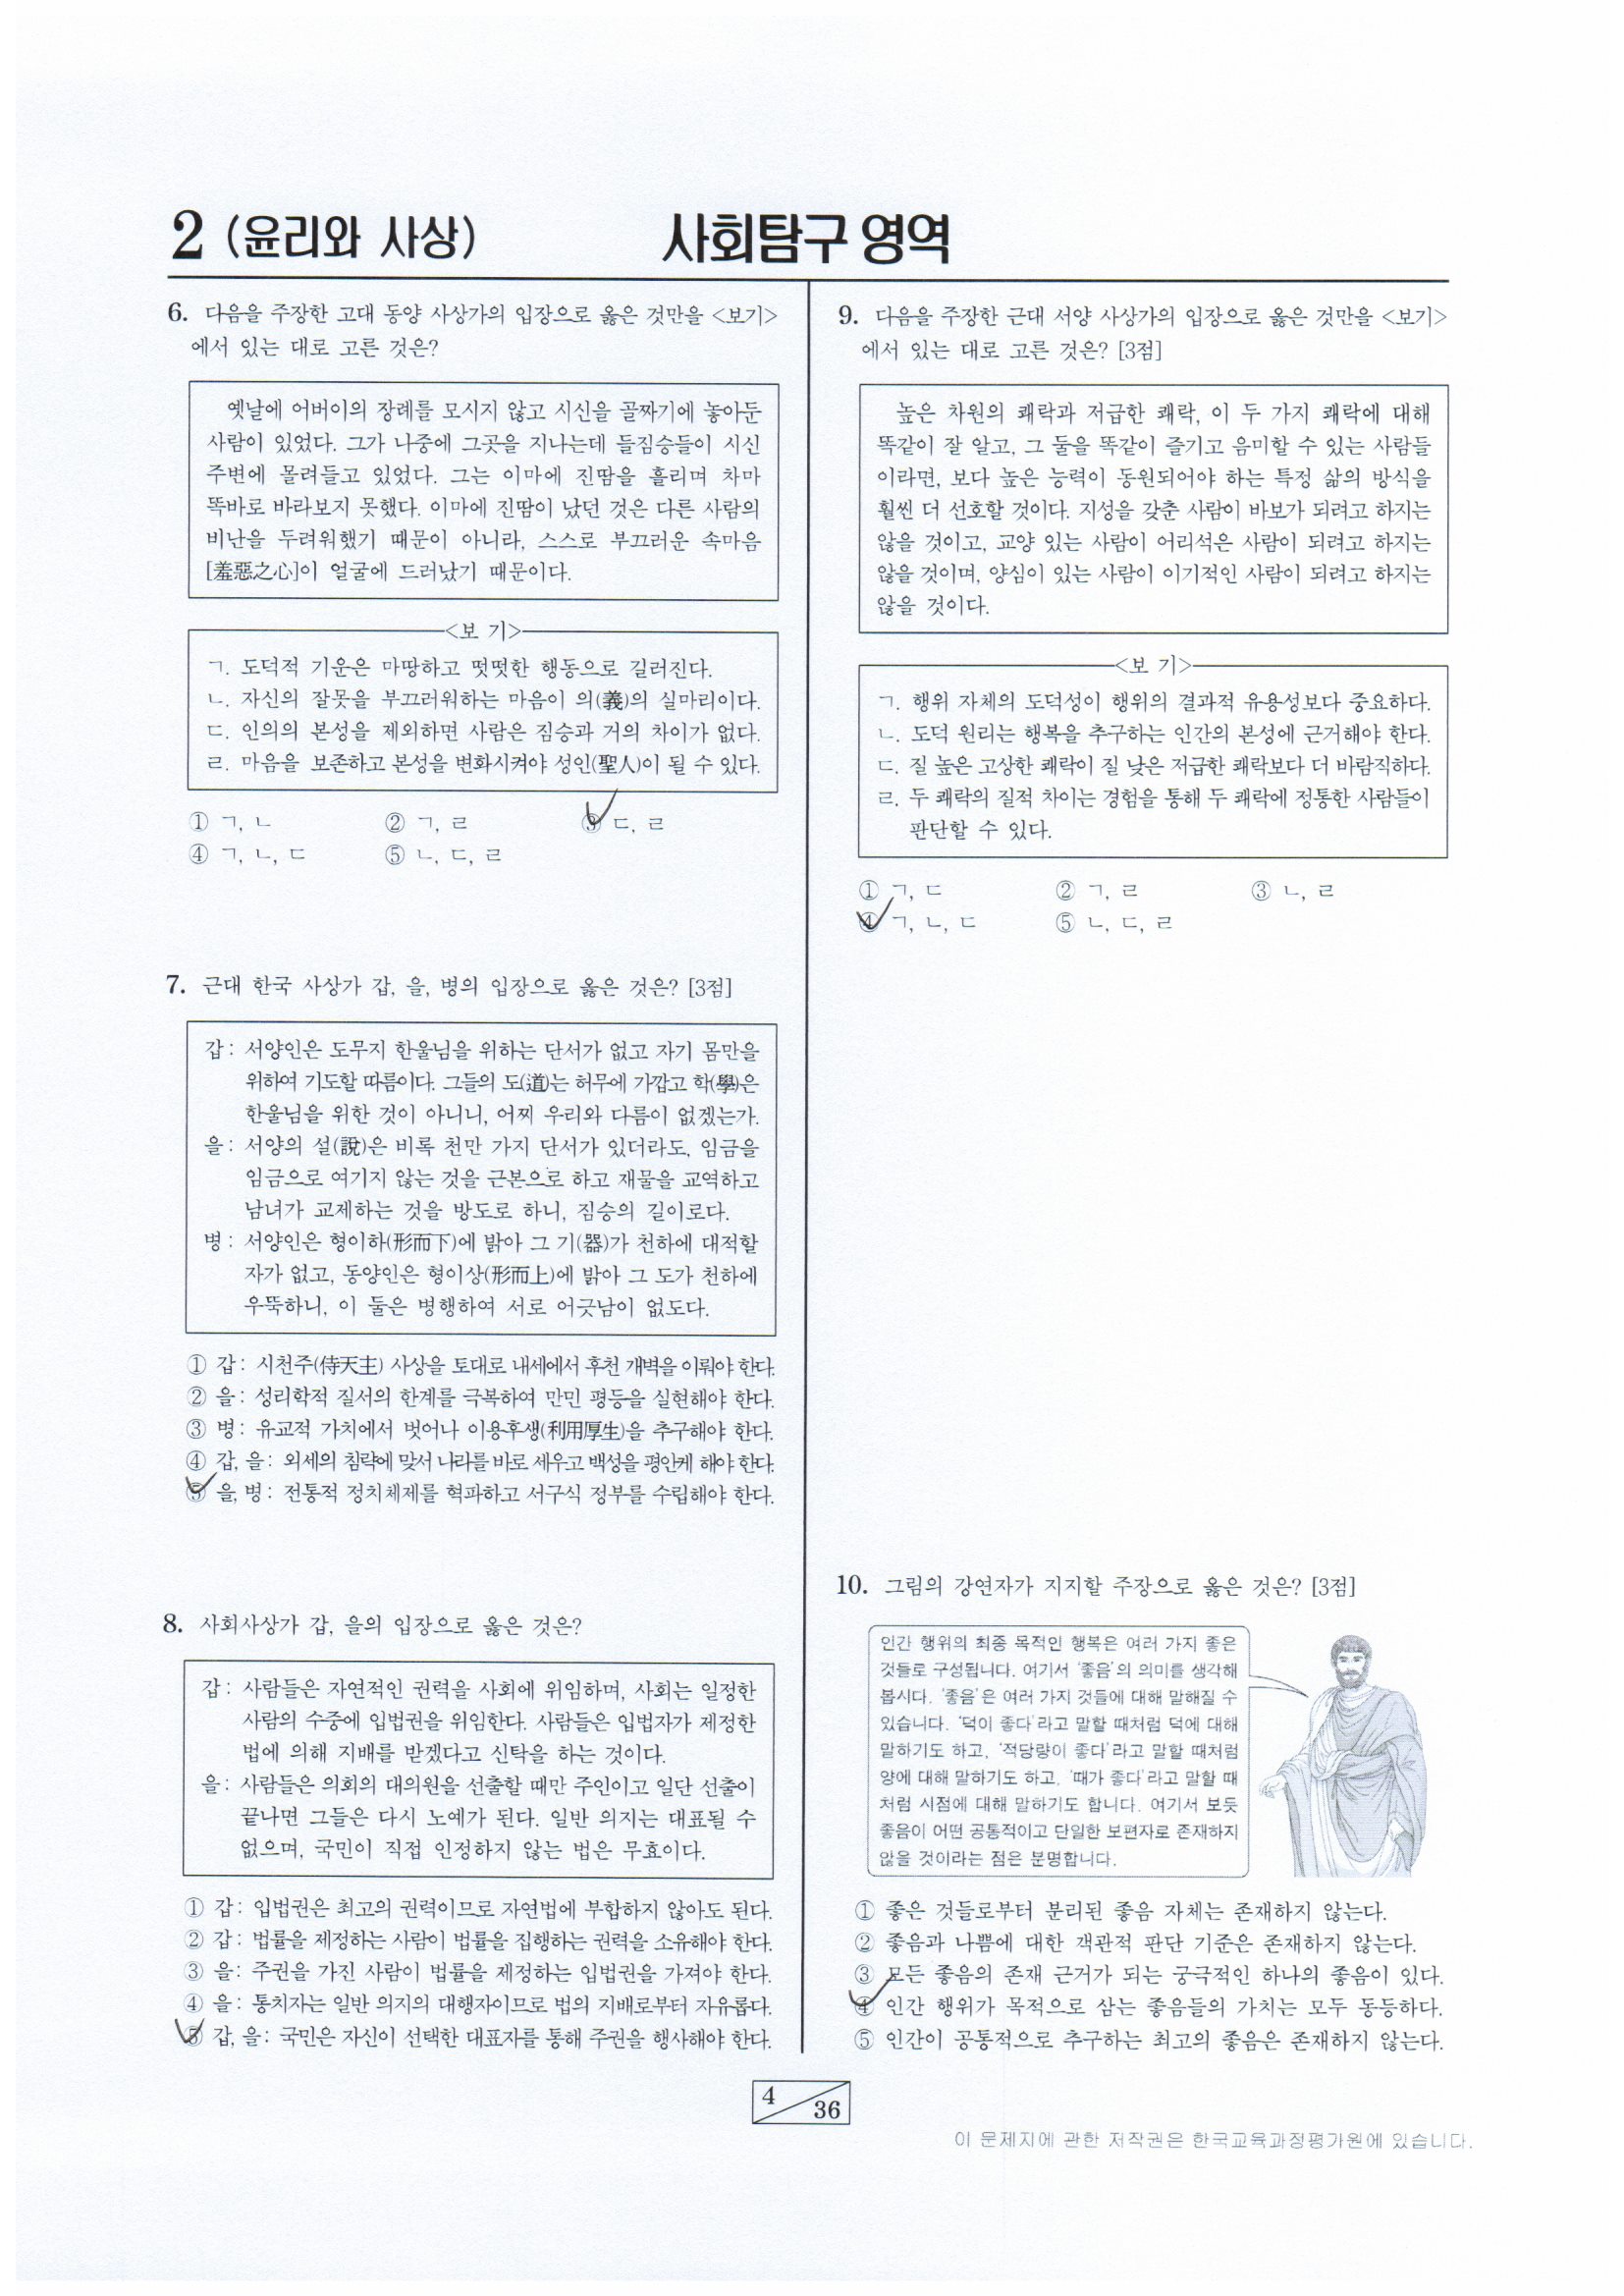 2 (윤리와 사상) 사회탐구 영역
6. 다음을 주장한 고대 동양 사상가의 입장으로 옳은 것만을 <보기>
에서 있는 대로 고른 것은?
옛날에 어버이의 장례를 모시지 않고 시신을 골짜기에 놓아둔
사람이 있었다. 그가 나중에 그곳을 지나는데 들짐승들이 시신
주변에 몰려들고 있었다. 그는 이마에 진땀을 흘리며 차마
똑바로 바라보지 못했다. 이마에 진땀이 났던 것은 다른 사람의
비난을 두려워했기 때문이 아니라, 스스로 부끄러운 속마음
[羞惡之心]이 얼굴에 드러났기 때문이다.
<보 기>
ㄱ. 도덕적 기운은 마땅하고 떳떳한 행동으로 길러진다.
ㄴ. 자신의 잘못을 부끄러워하는 마음이 의(義)의 실마리이다.
ㄷ. 인의의 본성을 제외하면 사람은 짐승과 거의 차이가 없다.
ㄹ. 마음을 보존하고 본성을 변화시켜야 성인(聖人)이 될 수 있다.
① ㄱ, ㄴ ② ㄱ, ㄹ ③ ㄷ, ㄹ
④ ㄱ, ㄴ, ㄷ ⑤ ㄴ, ㄷ, ㄹ
7. 근대 한국 사상가 갑, 을, 병의 입장으로 옳은 것은? [3점]
갑: 서양인은 도무지 한울님을 위하는 단서가 없고 자기 몸만을
위하여 기도할 따름이다. 그들의 도(道)는 허무에 가깝고 학(學)은
한울님을 위한 것이 아니니, 어찌 우리와 다름이 없겠는가.
을: 서양의 설(說)은 비록 천만 가지 단서가 있더라도, 임금을
임금으로 여기지 않는 것을 근본으로 하고 재물을 교역하고
남녀가 교제하는 것을 방도로 하니, 짐승의 길이로다.
병: 서양인은 형이하(形而下)에 밝아 그 기(器)가 천하에 대적할
자가 없고, 동양인은 형이상(形而上)에 밝아 그 도가 천하에
우뚝하니, 이 둘은 병행하여 서로 어긋남이 없도다.
① 갑: 시천주(侍天主) 사상을 토대로 내세에서 후천 개벽을 이뤄야 한다.
② 을: 성리학적 질서의 한계를 극복하여 만민 평등을 실현해야 한다.
③ 병: 유교적 가치에서 벗어나 이용후생(利用厚生)을 추구해야 한다.
④ 갑, 을: 외세의 침략에 맞서 나라를 바로 세우고 백성을 평안케 해야 한다.
⑤ 을, 병: 전통적 정치체제를 혁파하고 서구식 정부를 수립해야 한다.
8. 사회사상가 갑, 을의 입장으로 옳은 것은?
갑: 사람들은 자연적인 권력을 사회에 위임하며, 사회는 일정한
사람의 수중에 입법권을 위임한다. 사람들은 입법자가 제정한
법에 의해 지배를 받겠다고 신탁을 하는 것이다.
을: 사람들은 의회의 대의원을 선출할 때만 주인이고 일단 선출이
끝나면 그들은 다시 노예가 된다. 일반 의지는 대표될 수
없으며, 국민이 직접 인정하지 않는 법은 무효이다.
① 갑: 입법권은 최고의 권력이므로 자연법에 부합하지 않아도 된다.
② 갑: 법률을 제정하는 사람이 법률을 집행하는 권력을 소유해야 한다.
③ 을: 주권을 가진 사람이 법률을 제정하는 입법권을 가져야 한다.
④ 을: 통치자는 일반 의지의 대행자이므로 법의 지배로부터 자유롭다.
⑤ 갑, 을: 국민은 자신이 선택한 대표자를 통해 주권을 행사해야 한다.
9. 다음을 주장한 근대 서양 사상가의 입장으로 옳은 것만을 <보기>
에서 있는 대로 고른 것은? [3점]
높은 차원의 쾌락과 저급한 쾌락, 이 두 가지 쾌락에 대해
똑같이 잘 알고, 그 둘을 똑같이 즐기고 음미할 수 있는 사람들
이라면, 보다 높은 능력이 동원되어야 하는 특정 삶의 방식을
훨씬 더 선호할 것이다. 지성을 갖춘 사람이 바보가 되려고 하지는
않을 것이고, 교양 있는 사람이 어리석은 사람이 되려고 하지는
않을 것이며, 양심이 있는 사람이 이기적인 사람이 되려고 하지는
않을 것이다.
<보 기>
ㄱ. 행위 자체의 도덕성이 행위의 결과적 유용성보다 중요하다.
ㄴ. 도덕 원리는 행복을 추구하는 인간의 본성에 근거해야 한다.
ㄷ. 질 높은 고상한 쾌락이 질 낮은 저급한 쾌락보다 더 바람직하다.
ㄹ. 두 쾌락의 질적 차이는 경험을 통해 두 쾌락에 정통한 사람들이
판단할 수 있다.
① ㄱ, ㄷ ② ㄱ, ㄹ ③ ㄴ, ㄹ
④ ㄱ, ㄴ, ㄷ ⑤ ㄴ, ㄷ, ㄹ
10. 그림의 강연자가 지지할 주장으로 옳은 것은? [3점]
인간 행위의 최종 목적인 행복은 여러 가지 좋은
것들로 구성됩니다. 여기서 '좋음'의 의미를 생각해
봅시다. '좋음'은 여러 가지 것들에 대해 말해질 수
있습니다. '덕이 좋다'라고 말할 때처럼 덕에 대해
말하기도 하고, '적당량이 좋다'라고 말할 때처럼
양에 대해 말하기도 하고, '때가 좋다'라고 말할 때
처럼 시점에 대해 말하기도 합니다. 여기서 보듯
좋음이 어떤 공통적이고 단일한 보편자로 존재하지
않을 것이라는 점은 분명합니다.
① 좋은 것들로부터 분리된 좋음 자체는 존재하지 않는다.
② 좋음과 나쁨에 대한 객관적 판단 기준은 존재하지 않는다.
③ 모든 좋음의 존재 근거가 되는 궁극적인 하나의 좋음이 있다.
④ 인간 행위가 목적으로 삼는 좋음들의 가치는 모두 동등하다.
⑤ 인간이 공통적으로 추구하는 최고의 좋음은 존재하지 않는다.
4 36
이 문제지에 관한 저작권은 한국교육과정평가원에 있습니다.